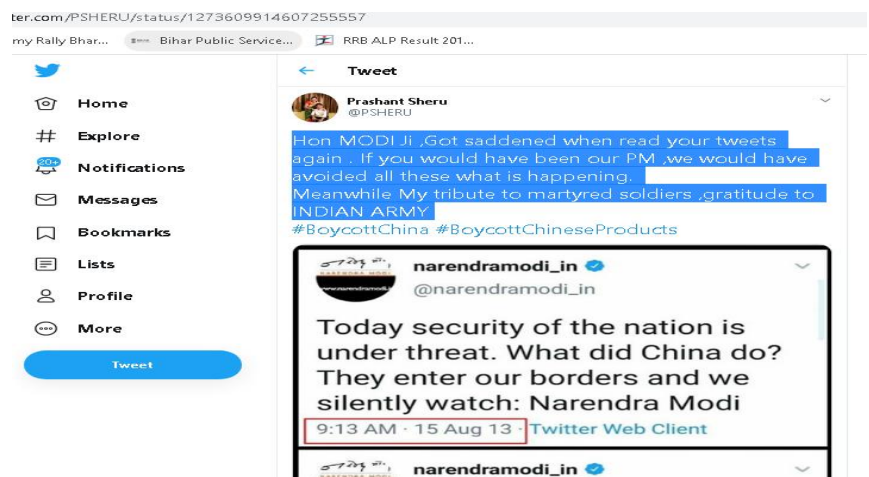 ter.com/PSHERU/status/1273609914607255557
my Rally Bhar... Bihar Public Service... RRB ALP Result 201...
Tweet
Home
Explore
20+
Notifications
Messages
Bookmarks
Lists
Profile
More
Tweet
Prashant Sheru
@PSHERU
Hon MODI Ji ,Got saddened when read your tweets
again . If you would have been our PM ,we would have
avoided all these what is happening.
Meanwhile My tribute to martyred soldiers ,gratitude to
INDIAN ARMY
#BoycottChina #BoycottChineseProducts
narendramodi_in
@narendramodi_in
Today security of the nation is
under threat. What did China do?
They enter our borders and we
silently watch: Narendra Modi
9:13 AM · 15 Aug 13 · Twitter Web Client
narendramodi_in